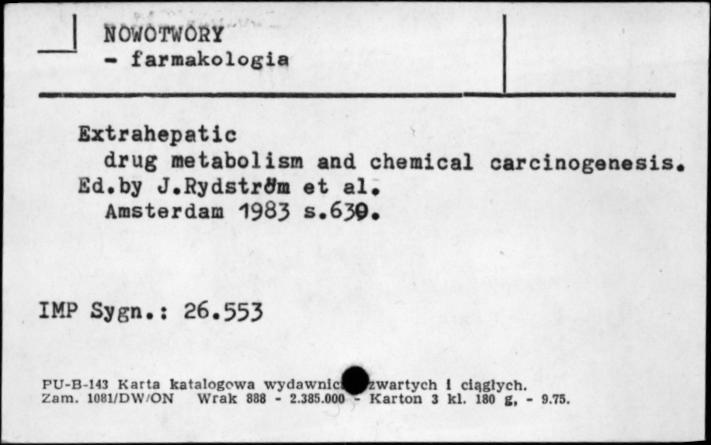 NOWOTWORY
- farmakologia
Extrahepatic
drug metabolism and chemical carcinogenesis.
Ed.by J.Rydström et al.
Amsterdam 1983 s.630.
IMP Sygn.: 26.553
PU-B-143 Karta katalogowa zwartych i ciągłych.
Zam. 1081/DW/ON Wrak 888 - 2.385.000 - Karton 3 kl. 180 g, - 9.75.